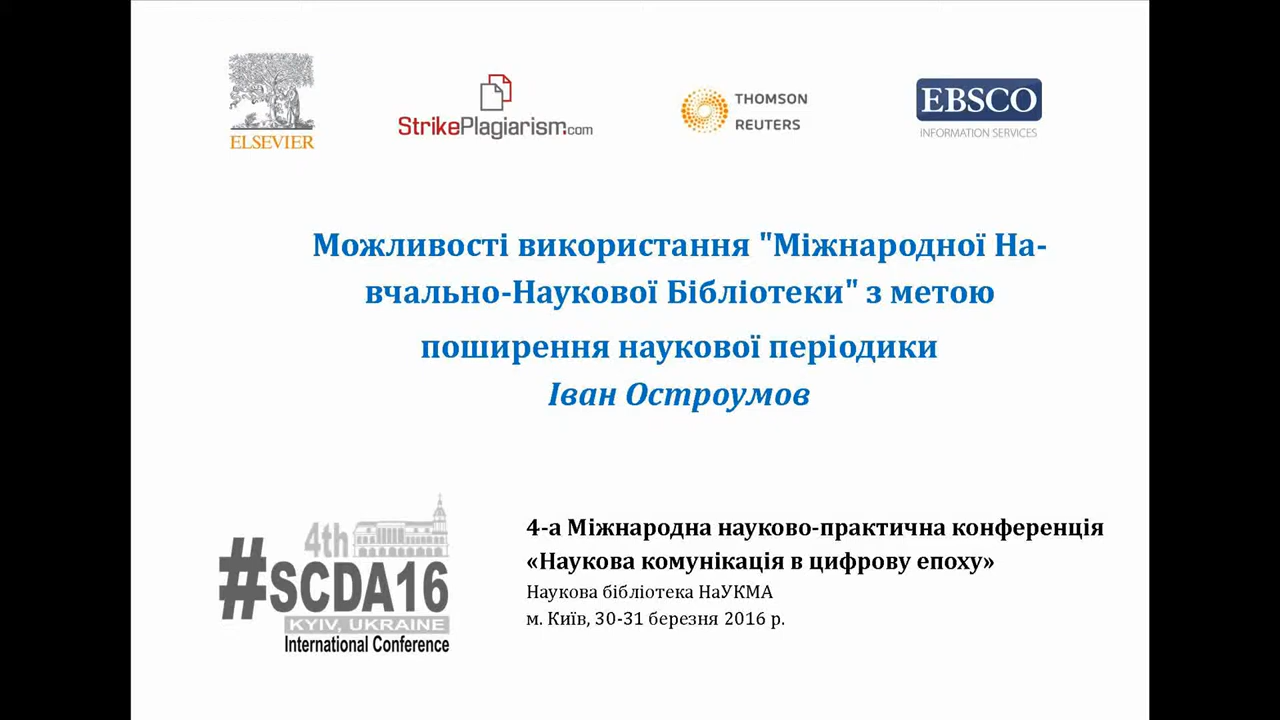 ELSEVIER
StrikePlagiarism.com
THOMSON
REUTERS
EBSCO
INFORMATION SERVICES
Можливості використання "Міжнародної На-
вчально-Наукової Бібліотеки" з метою
поширення наукової періодики
Іван Остроумов
4th
#SCDA16
KYIV, UKRAINE
International Conference
4-а Міжнародна науково-практична конференція
«Наукова комунікація в цифрову епоху»
Наукова бібліотека НаУКМА
м. Київ, 30-31 березня 2016 р.